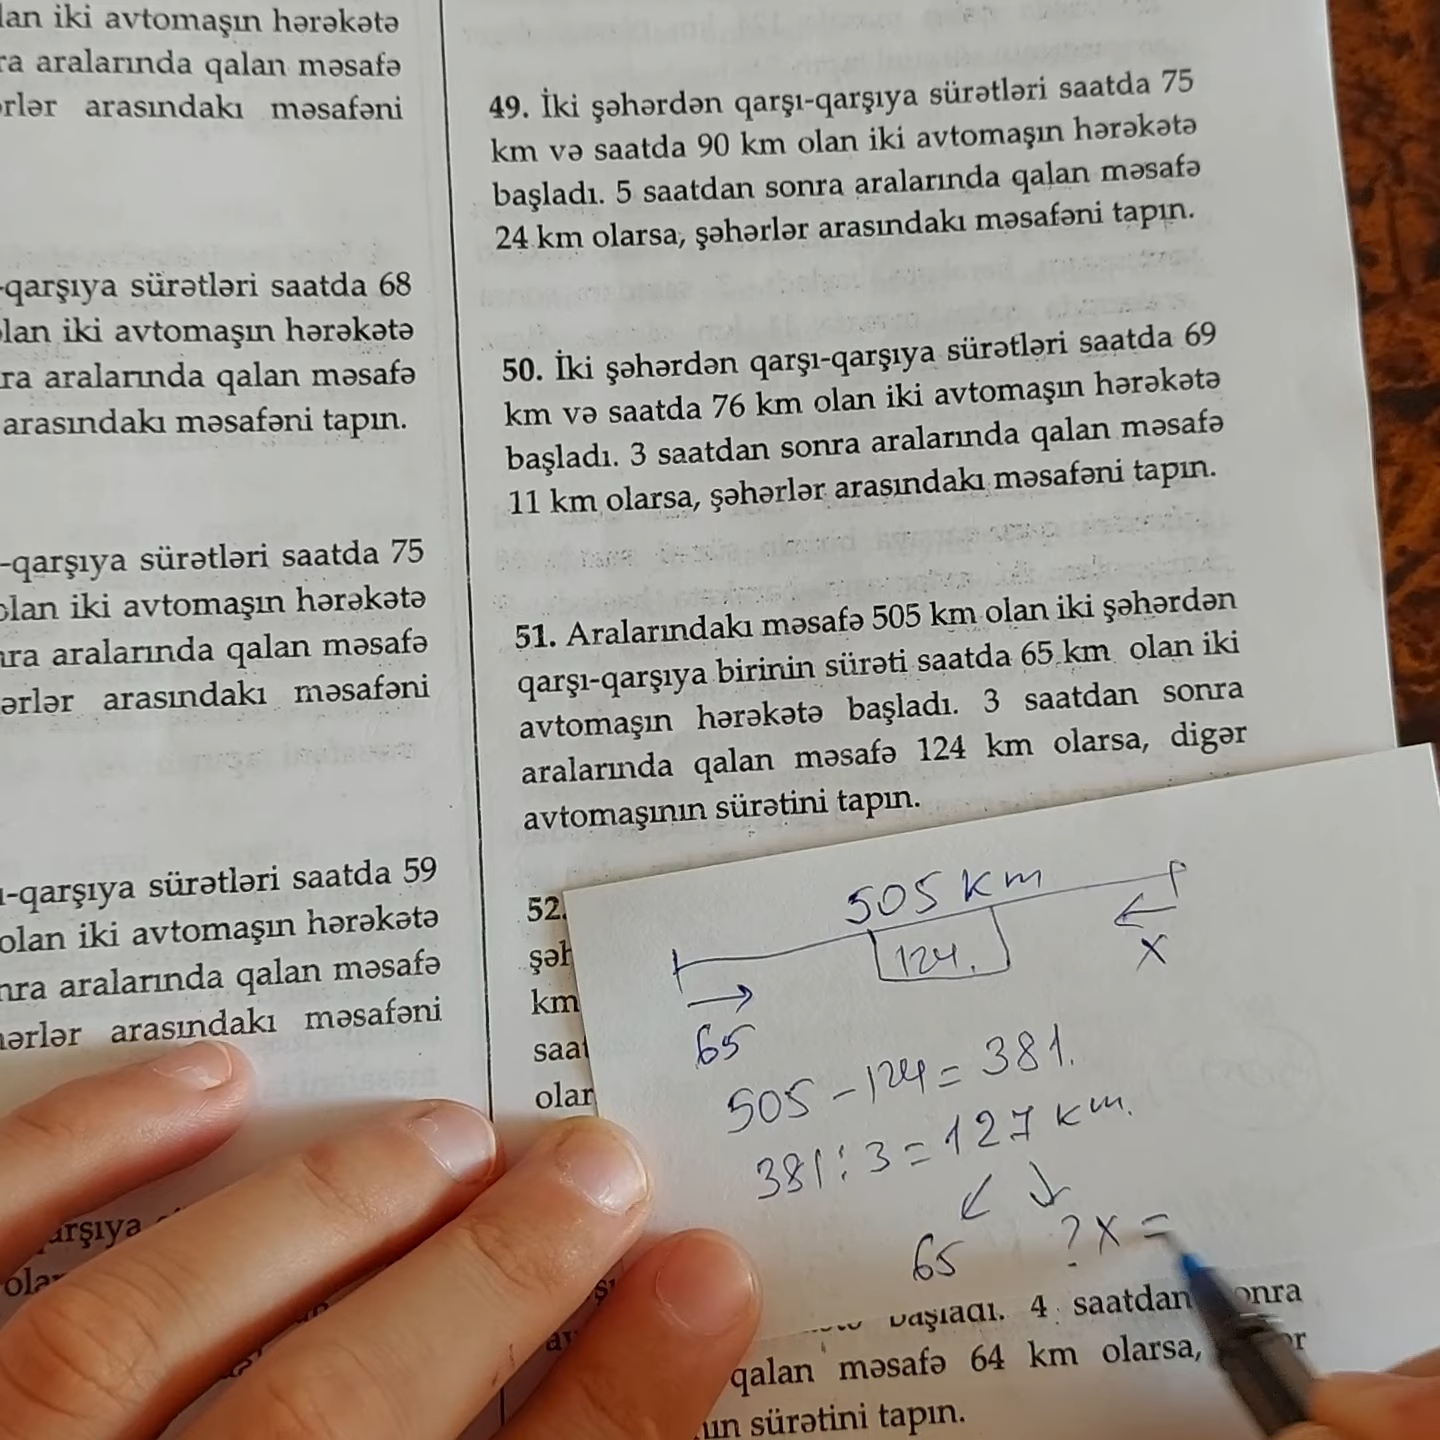 lan iki avtomaşın hərəkətə
ra aralarında qalan məsafə
rlər arasındakı məsafəni
-qarşıya sürətləri saatda 68
lan iki avtomaşın hərəkətə
ra aralarında qalan məsafə
arasındakı məsafəni tapın.
-qarşıya sürətləri saatda 75
olan iki avtomaşın hərəkətə
ra aralarında qalan məsafə
ərlər arasındakı məsafəni
-qarşıya sürətləri saatda 59
olan iki avtomaşın hərəkətə
nra aralarında qalan məsafə
ərlər arasındakı məsafəni
49. İki şəhərdən qarşı-qarşıya sürətləri saatda 75
km və saatda 90 km olan iki avtomaşın hərəkətə
başladı. 5 saatdan sonra aralarında qalan məsafə
24 km olarsa, şəhərlər arasındakı məsafəni tapın.
50. İki şəhərdən qarşı-qarşıya sürətləri saatda 69
km və saatda 76 km olan iki avtomaşın hərəkətə
başladı. 3 saatdan sonra aralarında qalan məsafə
11 km olarsa, şəhərlər arasındakı məsafəni tapın.
51. Aralarındakı məsafə 505 km olan iki şəhərdən
qarşı-qarşıya birinin sürəti saatda 65 km olan iki
avtomaşın hərəkətə başladı. 3 saatdan sonra
aralarında qalan məsafə 124 km olarsa, digər
avtomaşının sürətini tapın.
52.
şəh
km
saat
olar
505 km
124.
65
x
505 - 124 = 381.
381 : 3 = 127 km.
65 ? x =
başladı. 4 saatdan sonra
qalan məsafə 64 km olarsa,
sürətini tapın.